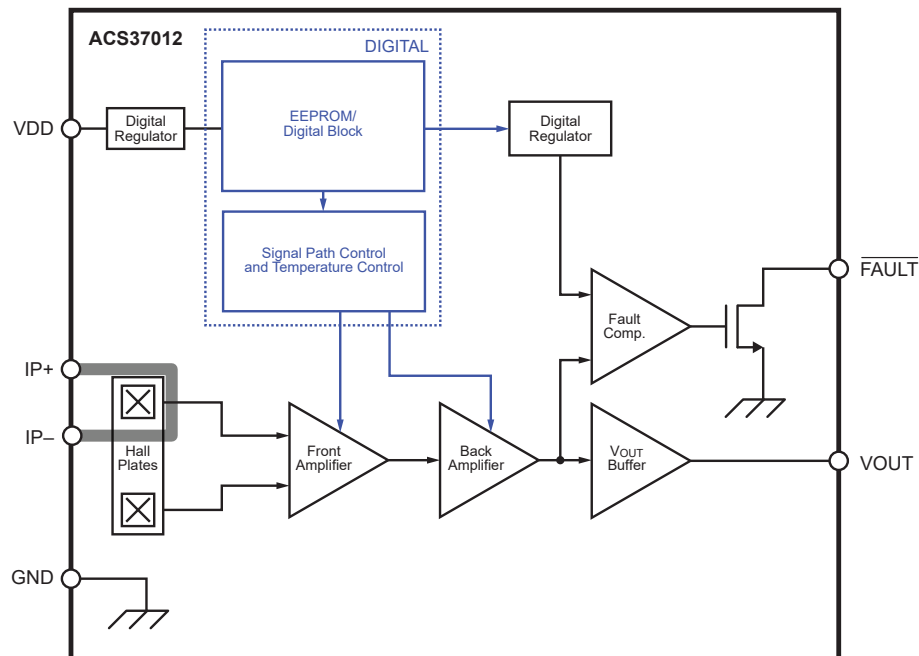 ACS37012
DIGITAL
VDD
Digital
Regulator
EEPROM/
Digital Block
Digital
Regulator
Signal Path Control
and Temperature Control
FAULT
Fault
Comp.
IP+
IP–
Hall
Plates
Front
Amplifier
Back
Amplifier
VOUT
Buffer
VOUT
GND